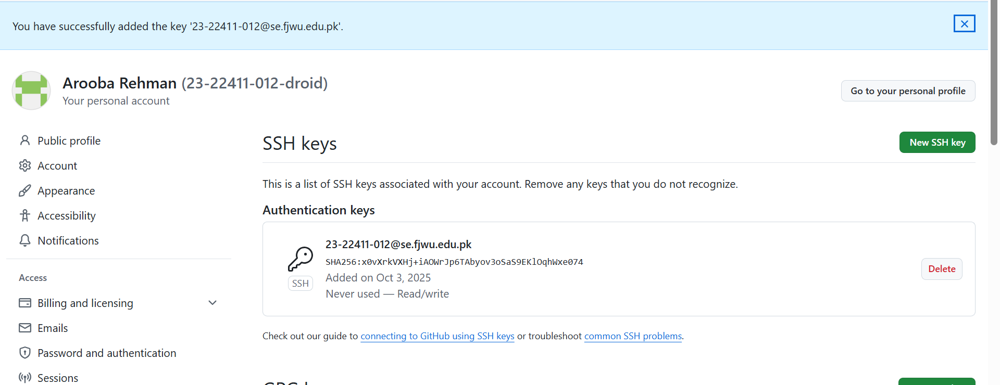 You have successfully added the key '23-22411-012@se.fjwu.edu.pk'.
Arooba Rehman (23-22411-012-droid)
Your personal account
Go to your personal profile
Public profile
Account
Appearance
Accessibility
Notifications
Access
Billing and licensing
Emails
Password and authentication
Sessions
SSH keys
New SSH key
This is a list of SSH keys associated with your account. Remove any keys that you do not recognize.
Authentication keys
23-22411-012@se.fjwu.edu.pk
SHA256:x0vXrkVXHj+iAOWrJp6TAbyov3oSaS9EKlOqhWxe074
Added on Oct 3, 2025
Never used — Read/write
SSH
Delete
Check out our guide to connecting to GitHub using SSH keys or troubleshoot common SSH problems.